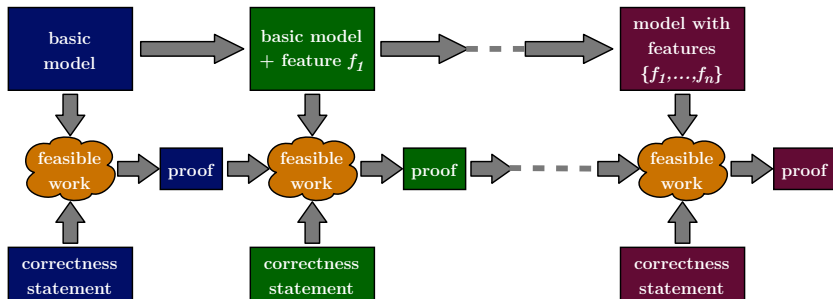 basic
model
basic model
+ feature f₁
model with
features
{f₁,...,fₙ}
feasible
work
proof
feasible
work
proof
feasible
work
proof
correctness
statement
correctness
statement
correctness
statement